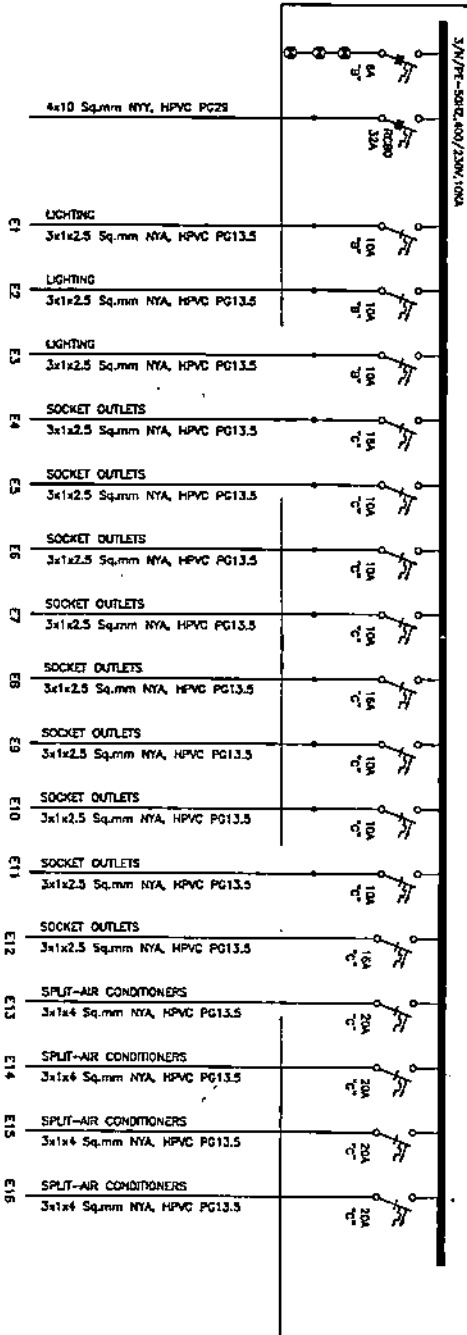 3/N/PE-50HZ,400/230V,10KA
6A
"B"
4x10 Sq.mm NYY, HPVC PG29
RCBO
32A
E1
LIGHTING
3x1x2.5 Sq.mm NYA, HPVC PG13.5
10A
"B"
E2
LIGHTING
3x1x2.5 Sq.mm NYA, HPVC PG13.5
10A
"B"
E3
LIGHTING
3x1x2.5 Sq.mm NYA, HPVC PG13.5
10A
"B"
E4
SOCKET OUTLETS
3x1x2.5 Sq.mm NYA, HPVC PG13.5
16A
"C"
E5
SOCKET OUTLETS
3x1x2.5 Sq.mm NYA, HPVC PG13.5
10A
"C"
E6
SOCKET OUTLETS
3x1x2.5 Sq.mm NYA, HPVC PG13.5
10A
"C"
E7
SOCKET OUTLETS
3x1x2.5 Sq.mm NYA, HPVC PG13.5
10A
"C"
E8
SOCKET OUTLETS
3x1x2.5 Sq.mm NYA, HPVC PG13.5
16A
"C"
E9
SOCKET OUTLETS
3x1x2.5 Sq.mm NYA, HPVC PG13.5
10A
"C"
E10
SOCKET OUTLETS
3x1x2.5 Sq.mm NYA, HPVC PG13.5
10A
"C"
E11
SOCKET OUTLETS
3x1x2.5 Sq.mm NYA, HPVC PG13.5
10A
"C"
E12
SOCKET OUTLETS
3x1x2.5 Sq.mm NYA, HPVC PG13.5
16A
"C"
E13
SPLIT-AIR CONDITIONERS
3x1x4 Sq.mm NYA, HPVC PG13.5
20A
"C"
E14
SPLIT-AIR CONDITIONERS
3x1x4 Sq.mm NYA, HPVC PG13.5
20A
"C"
E15
SPLIT-AIR CONDITIONERS
3x1x4 Sq.mm NYA, HPVC PG13.5
20A
"C"
E16
SPLIT-AIR CONDITIONERS
3x1x4 Sq.mm NYA, HPVC PG13.5
20A
"C"